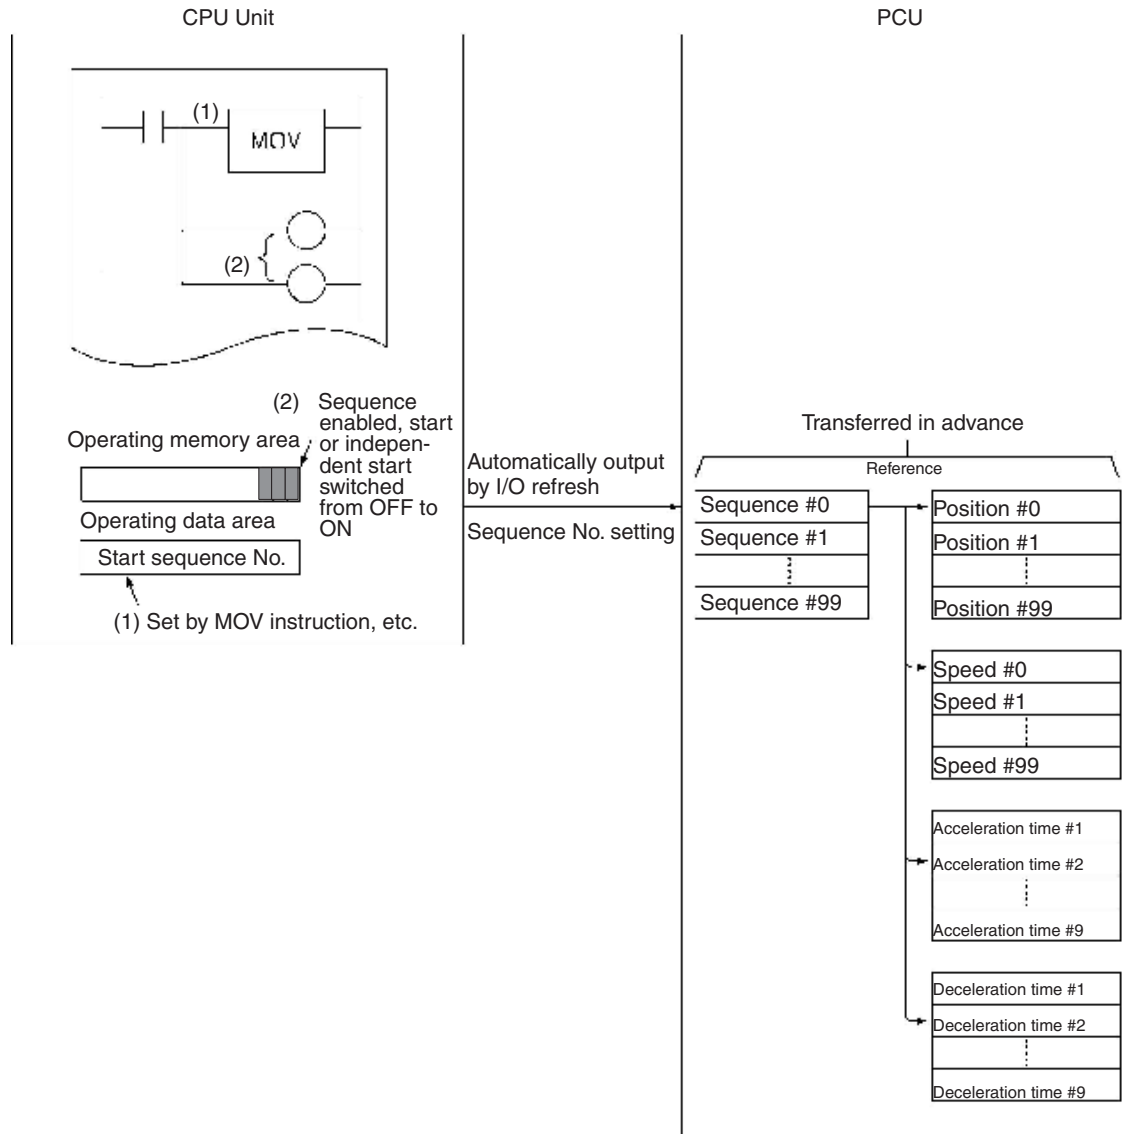 CPU Unit
PCU
(1)
MOV
(2)
(2) Sequence
enabled, start
or indepen-
dent start
switched
from OFF to
ON
Operating memory area
Operating data area
Start sequence No.
(1) Set by MOV instruction, etc.
Automatically output
by I/O refresh
Sequence No. setting
Transferred in advance
Reference
Sequence #0
Sequence #1
Sequence #99
Position #0
Position #1
Position #99
Speed #0
Speed #1
Speed #99
Acceleration time #1
Acceleration time #2
Acceleration time #9
Deceleration time #1
Deceleration time #2
Deceleration time #9